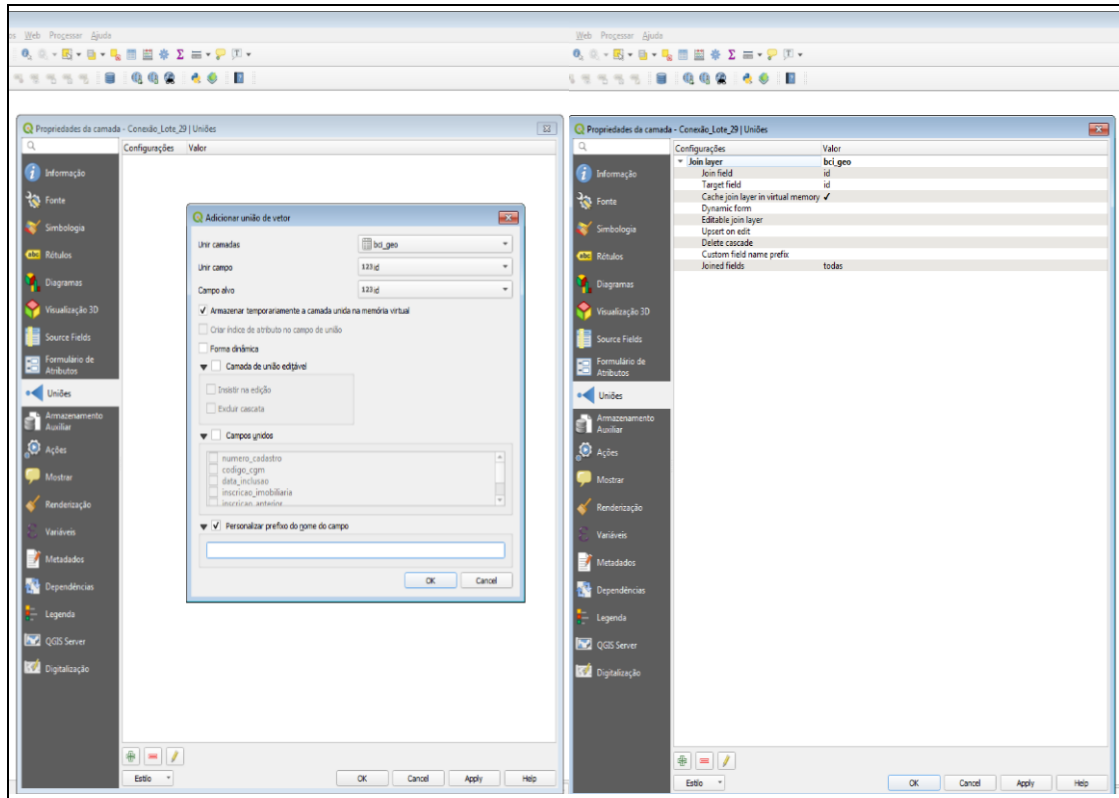 Web Processar Ajuda
Propriedades da camada - Conexão_Lote_29 | Uniões
Configurações Valor
Informação
Fonte
Simbologia
abc Rótulos
Diagramas
Visualização 3D
Source Fields
Formulário de
Atributos
Uniões
Armazenamento
Auxiliar
Ações
Mostrar
Renderização
Variáveis
Metadados
Dependências
Legenda
QGIS Server
Digitalização
Estilo
OK Cancel Apply Help
Adicionar união de vetor
Unir camadas bci_geo
Unir campo 123 id
Campo alvo 123 id
Armazenar temporariamente a camada unida na memória virtual
Criar índice de atributo no campo de união
Forma dinâmica
Camada de união editável
Insistir na edição
Excluir cascata
Campos unidos
numero_cadastro
codigo_cgm
data_inclusao
inscricao_imobiliaria
inscricao_anterior
Personalizar prefixo do nome do campo
OK Cancel
Web Processar Ajuda
Propriedades da camada - Conexão_Lote_29 | Uniões
Configurações Valor
Join layer bci_geo
Join field id
Target field id
Cache join layer in virtual memory ✓
Dynamic form
Editable join layer
Upsert on edit
Delete cascade
Custom field name prefix
Joined fields todas
Informação
Fonte
Simbologia
abc Rótulos
Diagramas
Visualização 3D
Source Fields
Formulário de
Atributos
Uniões
Armazenamento
Auxiliar
Ações
Mostrar
Renderização
Variáveis
Metadados
Dependências
Legenda
QGIS Server
Digitalização
Estilo
OK Cancel Apply Help